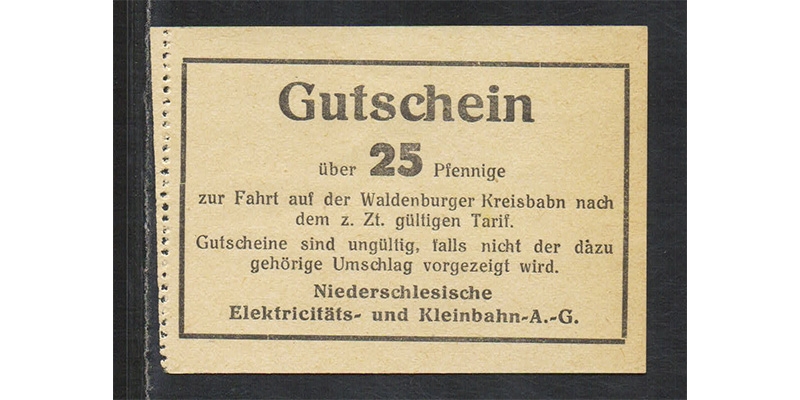 Gutschein
über 25 Pfennige
zur Fahrt auf der Waldenburger Kreisbahn nach
dem z. Zt. gültigen Tarif.
Gutscheine sind ungültig, falls nicht der dazu
gehörige Umschlag vorgezeigt wird.
Niederschlesische
Elektricitäts- und Kleinbahn-A.-G.